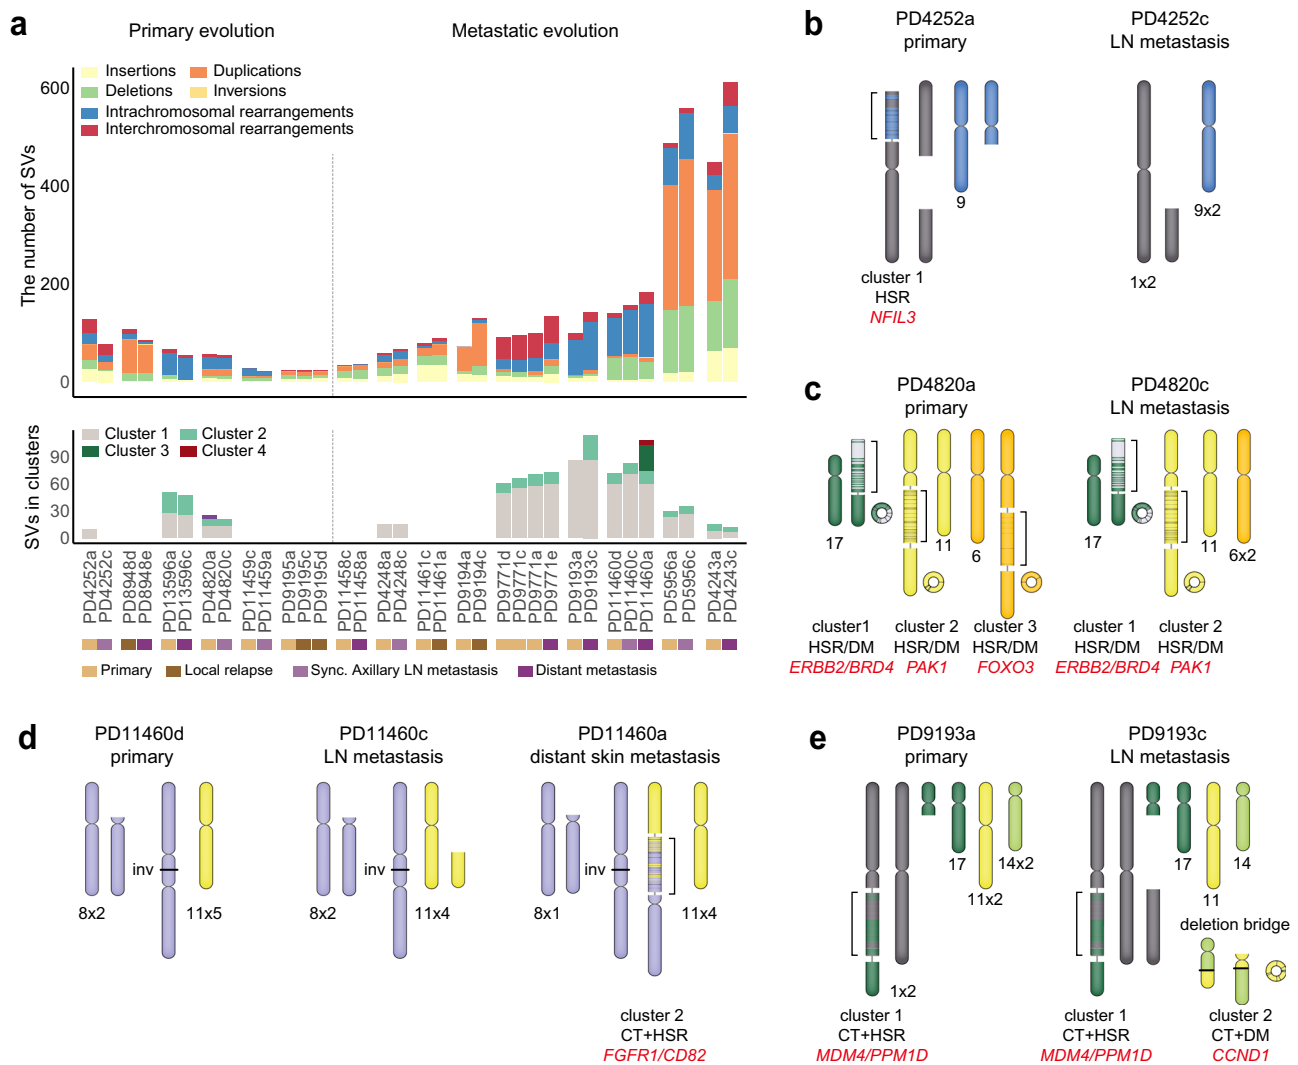 a
Primary evolution
Metastatic evolution
Insertions
Duplications
Deletions
Inversions
Intrachromosomal rearrangements
Interchromosomal rearrangements
The number of SVs
600
400
200
0
Cluster 1
Cluster 2
Cluster 3
Cluster 4
SVs in clusters
90
60
30
0
PD4252a
PD4252c
PD8948d
PD8948e
PD13596a
PD13596c
PD4820a
PD4820c
PD11459c
PD11459a
PD9195a
PD9195c
PD9195d
PD11458c
PD11458a
PD4248a
PD4248c
PD11461c
PD11461a
PD9194a
PD9194c
PD9771d
PD9771c
PD9771a
PD9771e
PD9193a
PD9193c
PD11460d
PD11460c
PD11460a
PD5956a
PD5956c
PD4243a
PD4243c
Primary
Local relapse
Sync. Axillary LN metastasis
Distant metastasis
b
PD4252a
primary
PD4252c
LN metastasis
9
9x2
1x2
cluster 1
HSR
NFIL3
c
PD4820a
primary
PD4820c
LN metastasis
17
11
6
17
11
6x2
cluster1
HSR/DM
ERBB2/BRD4
cluster 2
HSR/DM
PAK1
cluster 3
HSR/DM
FOXO3
cluster 1
HSR/DM
ERBB2/BRD4
cluster 2
HSR/DM
PAK1
d
PD11460d
primary
PD11460c
LN metastasis
PD11460a
distant skin metastasis
inv
inv
inv
8x2
11x5
8x2
11x4
8x1
11x4
cluster 2
CT+HSR
FGFR1/CD82
e
PD9193a
primary
PD9193c
LN metastasis
17
14x2
11x2
1x2
17
14
11
deletion bridge
cluster 1
CT+HSR
MDM4/PPM1D
cluster 1
CT+HSR
MDM4/PPM1D
cluster 2
CT+DM
CCND1